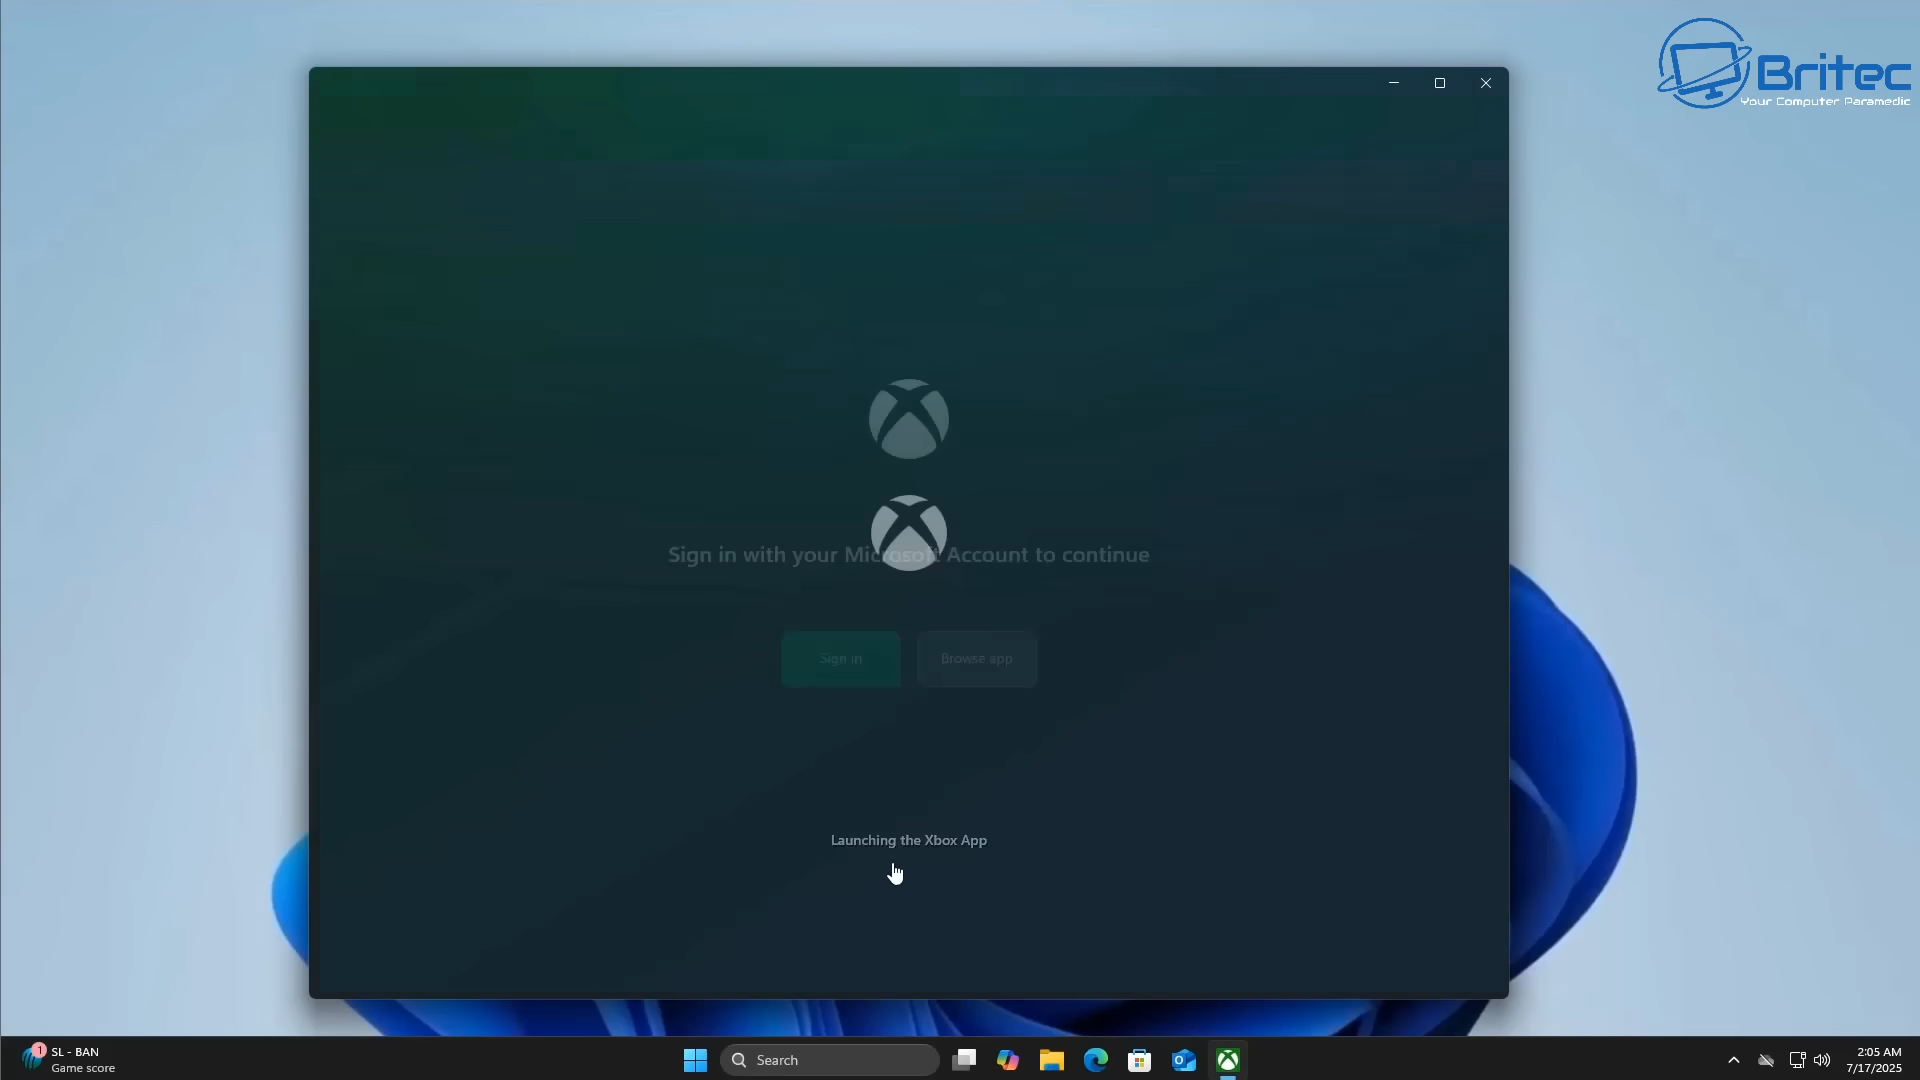 Britec
Your Computer Paramedic
Sign in with your Microsoft Account to continue
Sign in
Browse app
Launching the Xbox App
1
SL - BAN
Game score
Search
2:05 AM
7/17/2025